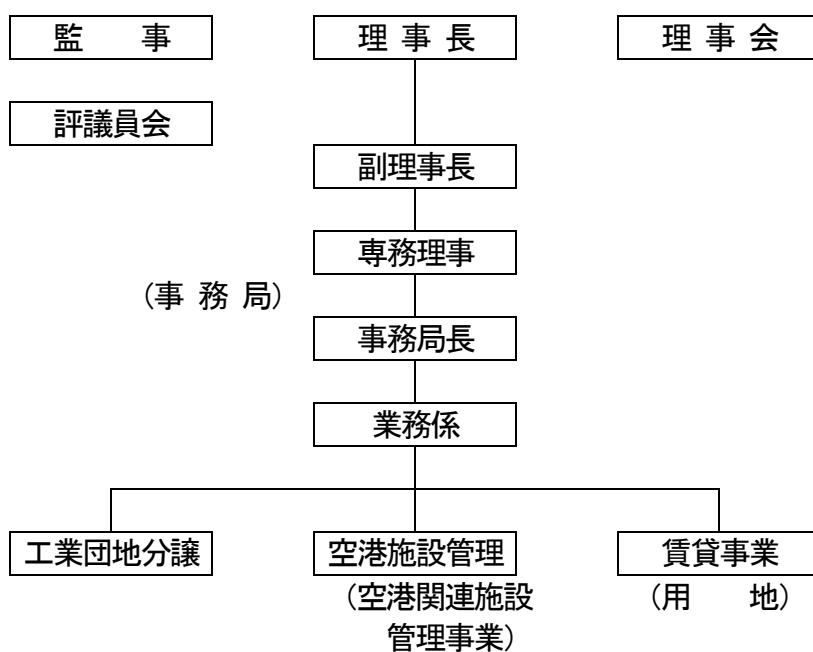 監　　事
理 事 長
理 事 会
評議員会
副理事長
専務理事
（事 務 局）
事務局長
業務係
工業団地分譲
空港施設管理
賃貸事業
（空港関連施設
管理事業）
（用　　地）